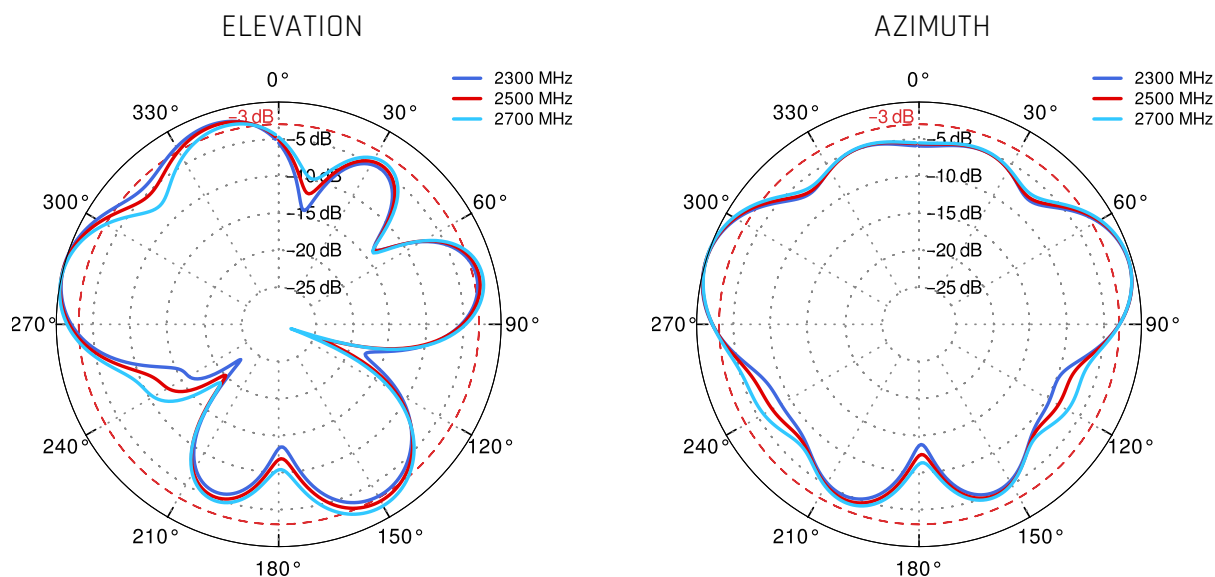 ELEVATION
2300 MHz
2500 MHz
2700 MHz
0°
30°
60°
90°
120°
150°
180°
210°
240°
270°
300°
330°
−3 dB
−5 dB
−10 dB
−15 dB
−20 dB
−25 dB
AZIMUTH
2300 MHz
2500 MHz
2700 MHz
0°
30°
60°
90°
120°
150°
180°
210°
240°
270°
300°
330°
−3 dB
−5 dB
−10 dB
−15 dB
−20 dB
−25 dB